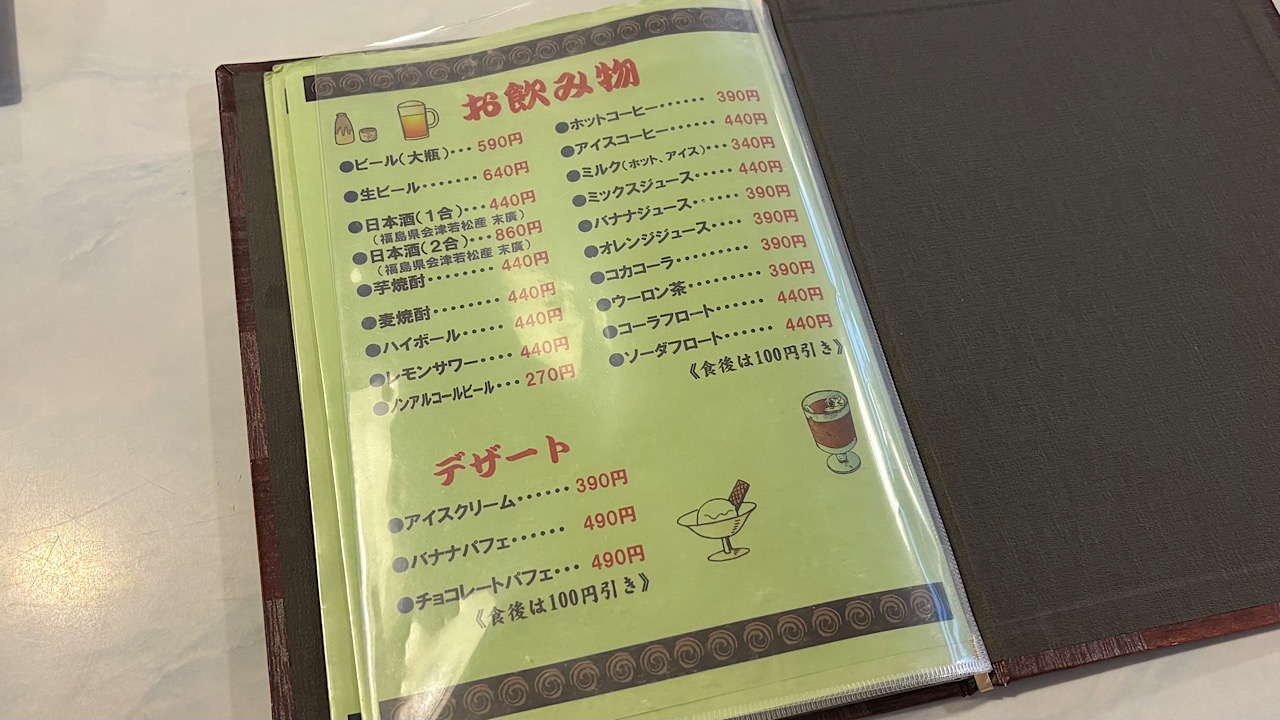 お飲み物
●ビール(大瓶)・・・590円
●生ビール・・・・・・・640円
●日本酒(1合)・・・440円
(福島県会津若松産 末廣)
●日本酒(2合)・・・860円
(福島県会津若松産 末廣)
●芋焼酎・・・・・・・・440円
●麦焼酎・・・・・・・・440円
●ハイボール・・・・・440円
●レモンサワー・・・・440円
●ノンアルコールビール・・・270円
●ホットコーヒー・・・・・・390円
●アイスコーヒー・・・・・・440円
●ミルク(ホット、アイス)・・・340円
●ミックスジュース・・・・・440円
●バナナジュース・・・・・・390円
●オレンジジュース・・・・・390円
●コカコーラ・・・・・・・・・390円
●ウーロン茶・・・・・・・・・390円
●コーラフロート・・・・・・440円
●ソーダフロート・・・・・・440円
《食後は100円引き》
デザート
●アイスクリーム・・・・・・390円
●バナナパフェ・・・・・・490円
●チョコレートパフェ・・・490円
《食後は100円引き》